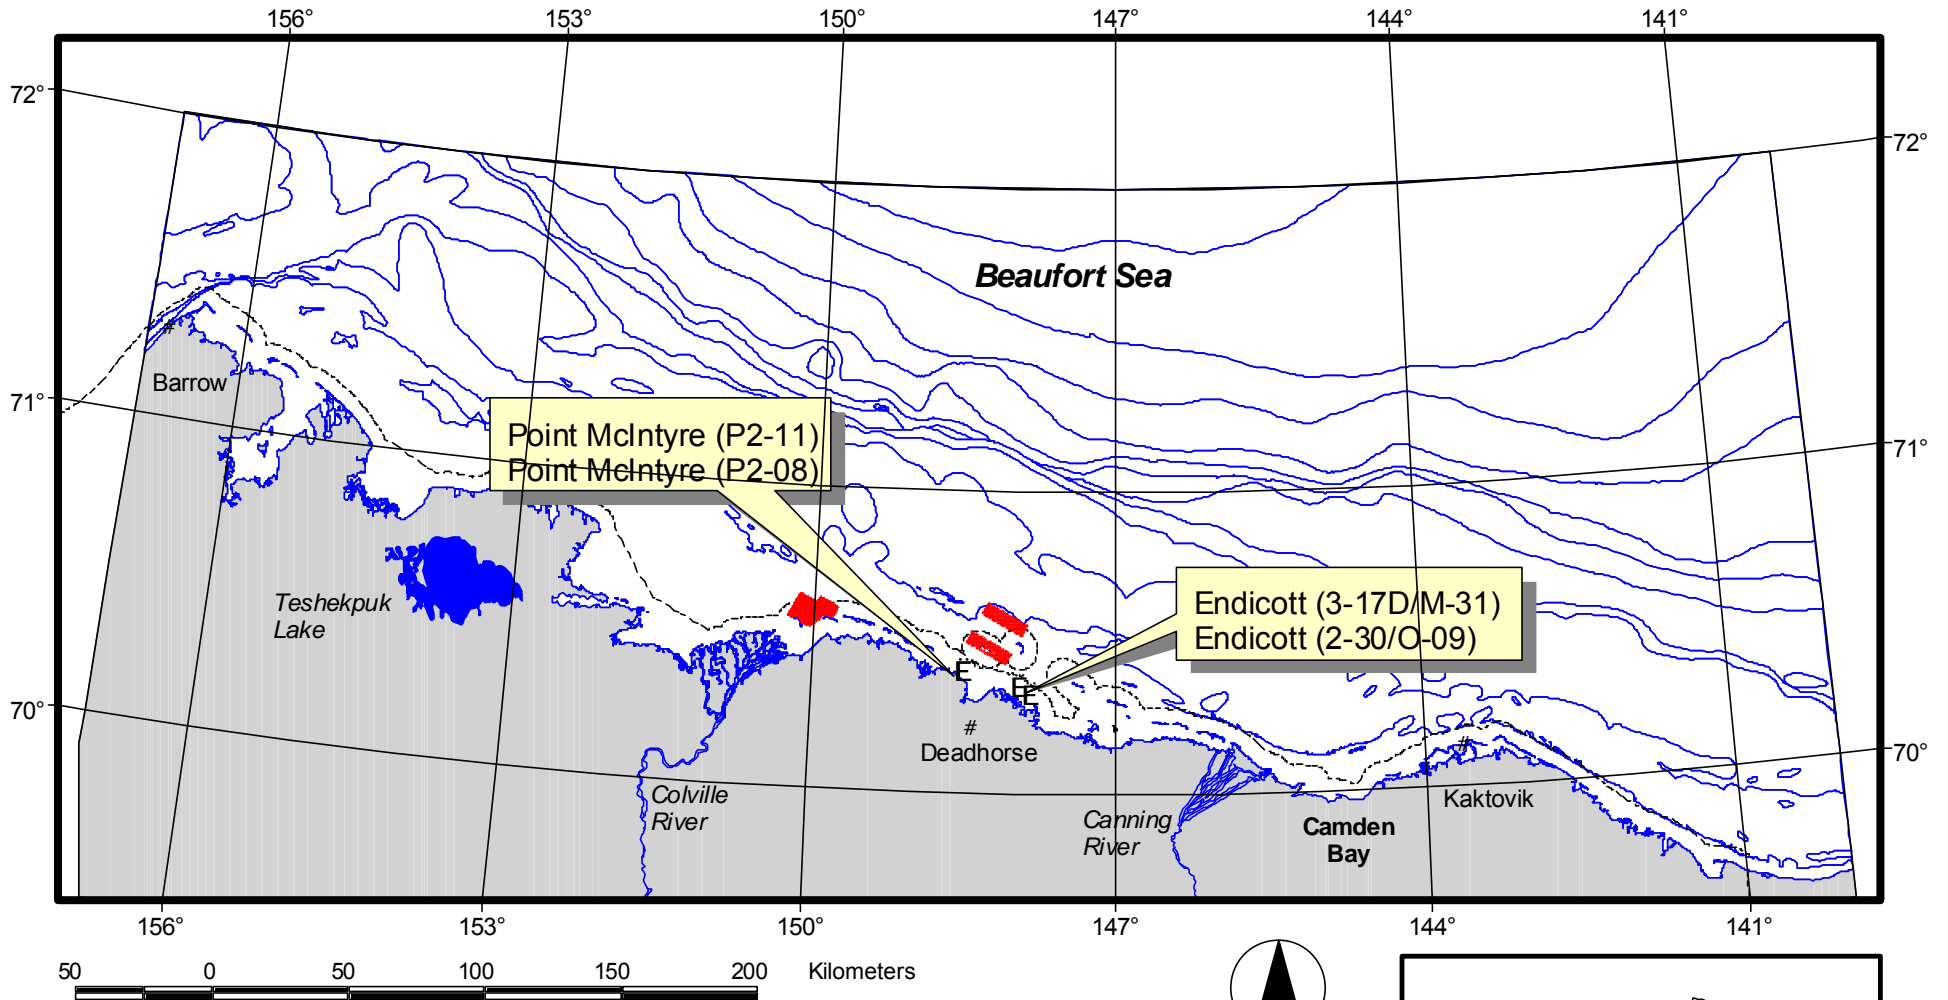 156° 153° 150° 147° 144° 141°
72°
72°
Beaufort Sea
#
Barrow
71°
71°
Point McIntyre (P2-11)
Point McIntyre (P2-08)
Endicott (3-17D/M-31)
Endicott (2-30/O-09)
Teshekpuk
Lake
E
E
E
#
Deadhorse
#
70°
70°
Colville
River
Kaktovik
Canning
River
Camden
Bay
156° 153° 150° 147° 144° 141°
50 0 50 100 150 200 Kilometers